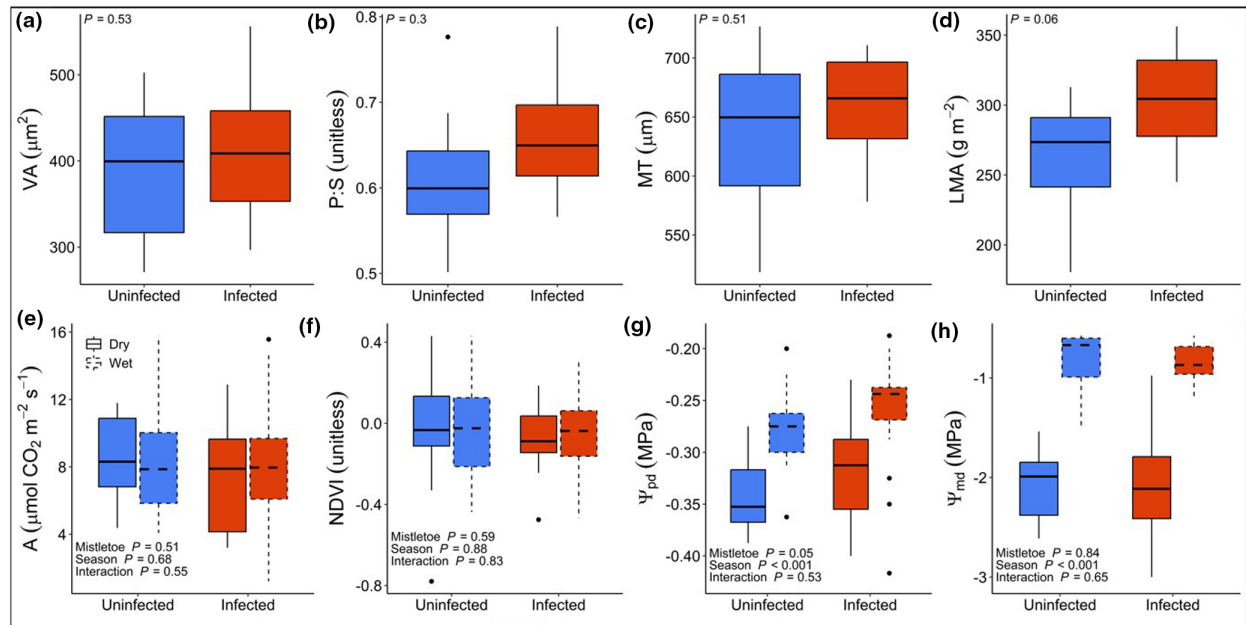 (a)
P = 0.53
VA (μm²)
500
400
300
Uninfected
Infected
(b)
P = 0.3
P:S (unitless)
0.8
0.7
0.6
0.5
Uninfected
Infected
(c)
P = 0.51
MT (μm)
700
650
600
550
Uninfected
Infected
(d)
P = 0.06
LMA (g m⁻²)
350
300
250
200
Uninfected
Infected
(e)
A (μmol CO₂ m⁻² s⁻¹)
16
12
8
4
Dry
Wet
Mistletoe P = 0.51
Season P = 0.68
Interaction P = 0.55
Uninfected
Infected
(f)
NDVI (unitless)
0.4
0.0
-0.4
-0.8
Mistletoe P = 0.59
Season P = 0.88
Interaction P = 0.83
Uninfected
Infected
(g)
Ψpd (MPa)
-0.20
-0.25
-0.30
-0.35
-0.40
Mistletoe P = 0.05
Season P < 0.001
Interaction P = 0.53
Uninfected
Infected
(h)
Ψmd (MPa)
-1
-2
-3
Mistletoe P = 0.84
Season P < 0.001
Interaction P = 0.65
Uninfected
Infected